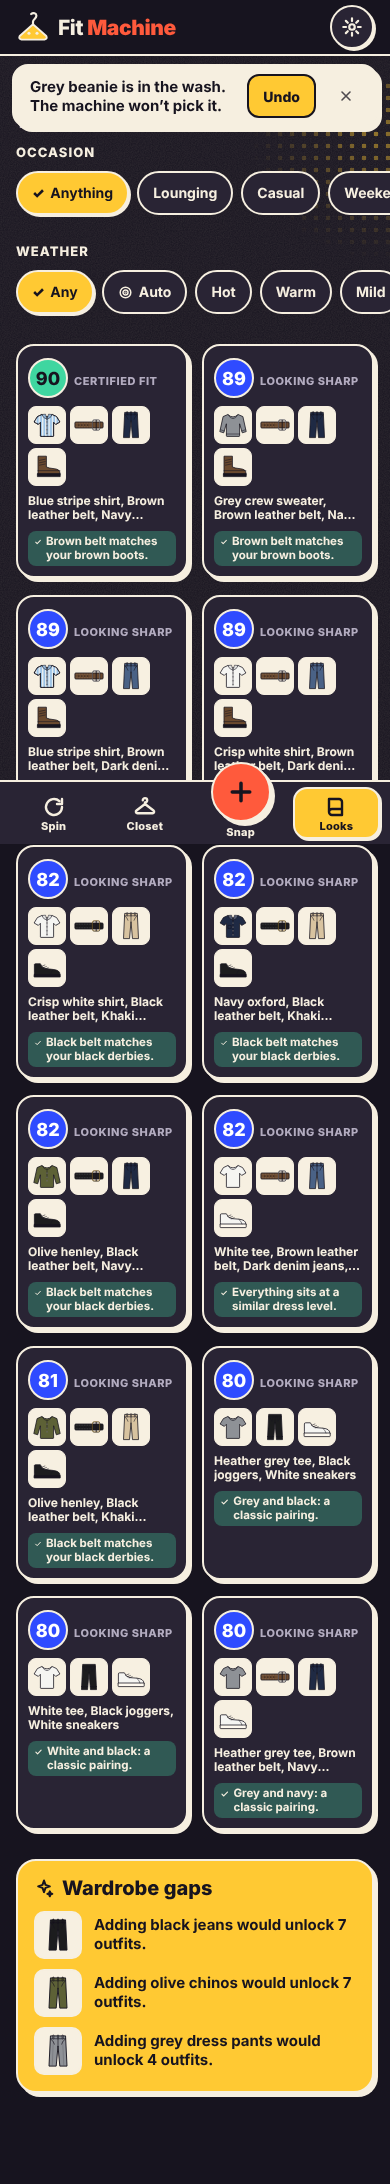 Fit Machine
Grey beanie is in the wash.
The machine won't pick it.
Undo
OCCASION
Anything
Lounging
Casual
Weeke
WEATHER
Any
Auto
Hot
Warm
Mild
90 CERTIFIED FIT
Blue stripe shirt, Brown
leather belt, Navy...
Brown belt matches
your brown boots.
89 LOOKING SHARP
Grey crew sweater,
Brown leather belt, Na...
Brown belt matches
your brown boots.
89 LOOKING SHARP
Blue stripe shirt, Brown
leather belt, Dark deni...
89 LOOKING SHARP
Crisp white shirt, Brown
leather belt, Dark deni...
Spin
Closet
Snap
Looks
82 LOOKING SHARP
Crisp white shirt, Black
leather belt, Khaki...
Black belt matches
your black derbies.
82 LOOKING SHARP
Navy oxford, Black
leather belt, Khaki...
Black belt matches
your black derbies.
82 LOOKING SHARP
Olive henley, Black
leather belt, Navy...
Black belt matches
your black derbies.
82 LOOKING SHARP
White tee, Brown leather
belt, Dark denim jeans,...
Everything sits at a
similar dress level.
81 LOOKING SHARP
Olive henley, Black
leather belt, Khaki...
Black belt matches
your black derbies.
80 LOOKING SHARP
Heather grey tee, Black
joggers, White sneakers
Grey and black: a
classic pairing.
80 LOOKING SHARP
White tee, Black joggers,
White sneakers
White and black: a
classic pairing.
80 LOOKING SHARP
Heather grey tee, Brown
leather belt, Navy...
Grey and navy: a
classic pairing.
Wardrobe gaps
Adding black jeans would unlock 7
outfits.
Adding olive chinos would unlock 7
outfits.
Adding grey dress pants would
unlock 4 outfits.